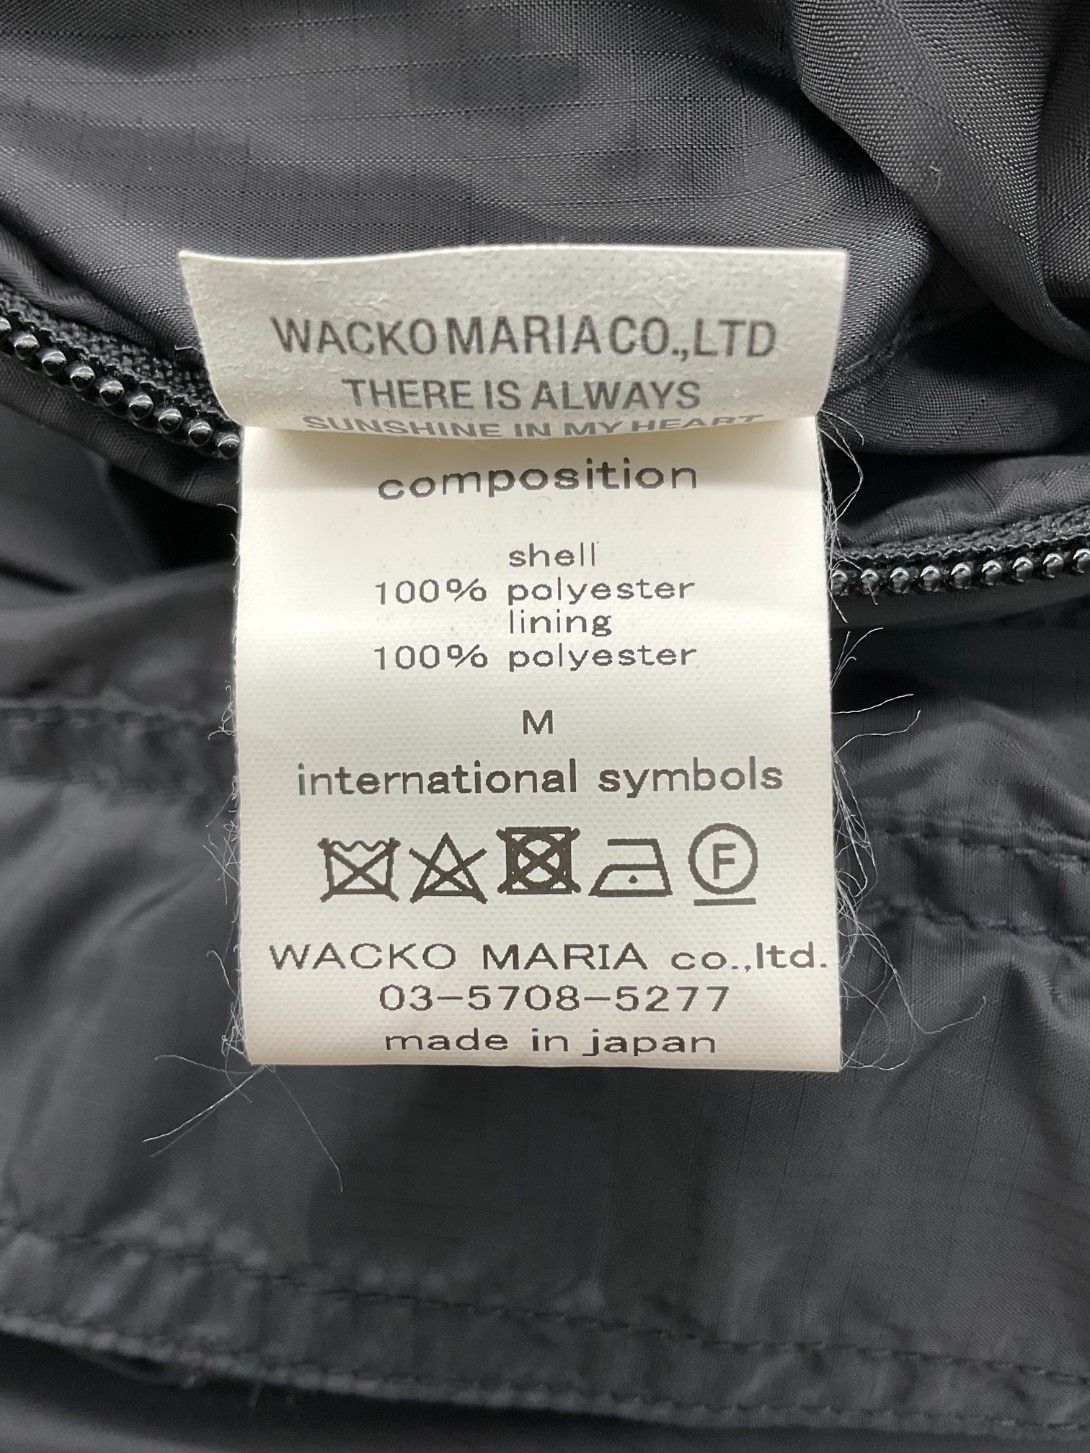 WACKO MARIA CO.,LTD
THERE IS ALWAYS
SUNSHINE IN MY HEART
composition
shell
100% polyester
lining
100% polyester
M
international symbols
F
WACKO MARIA co.,ltd.
03-5708-5277
made in japan